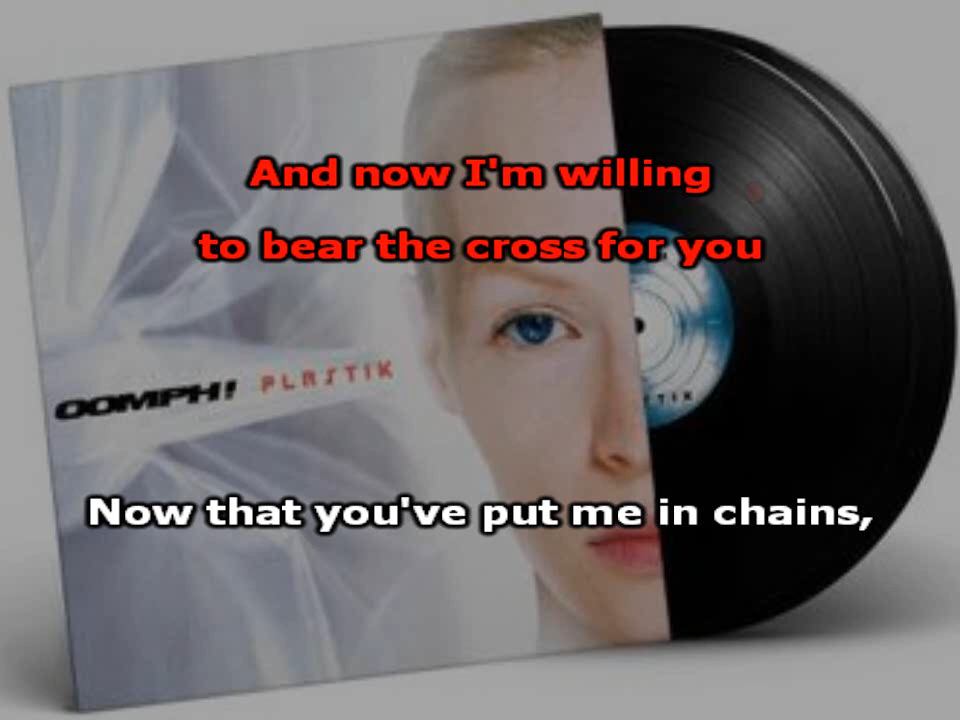 And now I'm willing
to bear the cross for you
OOMPH! PLASTIK
Now that you've put me in chains,